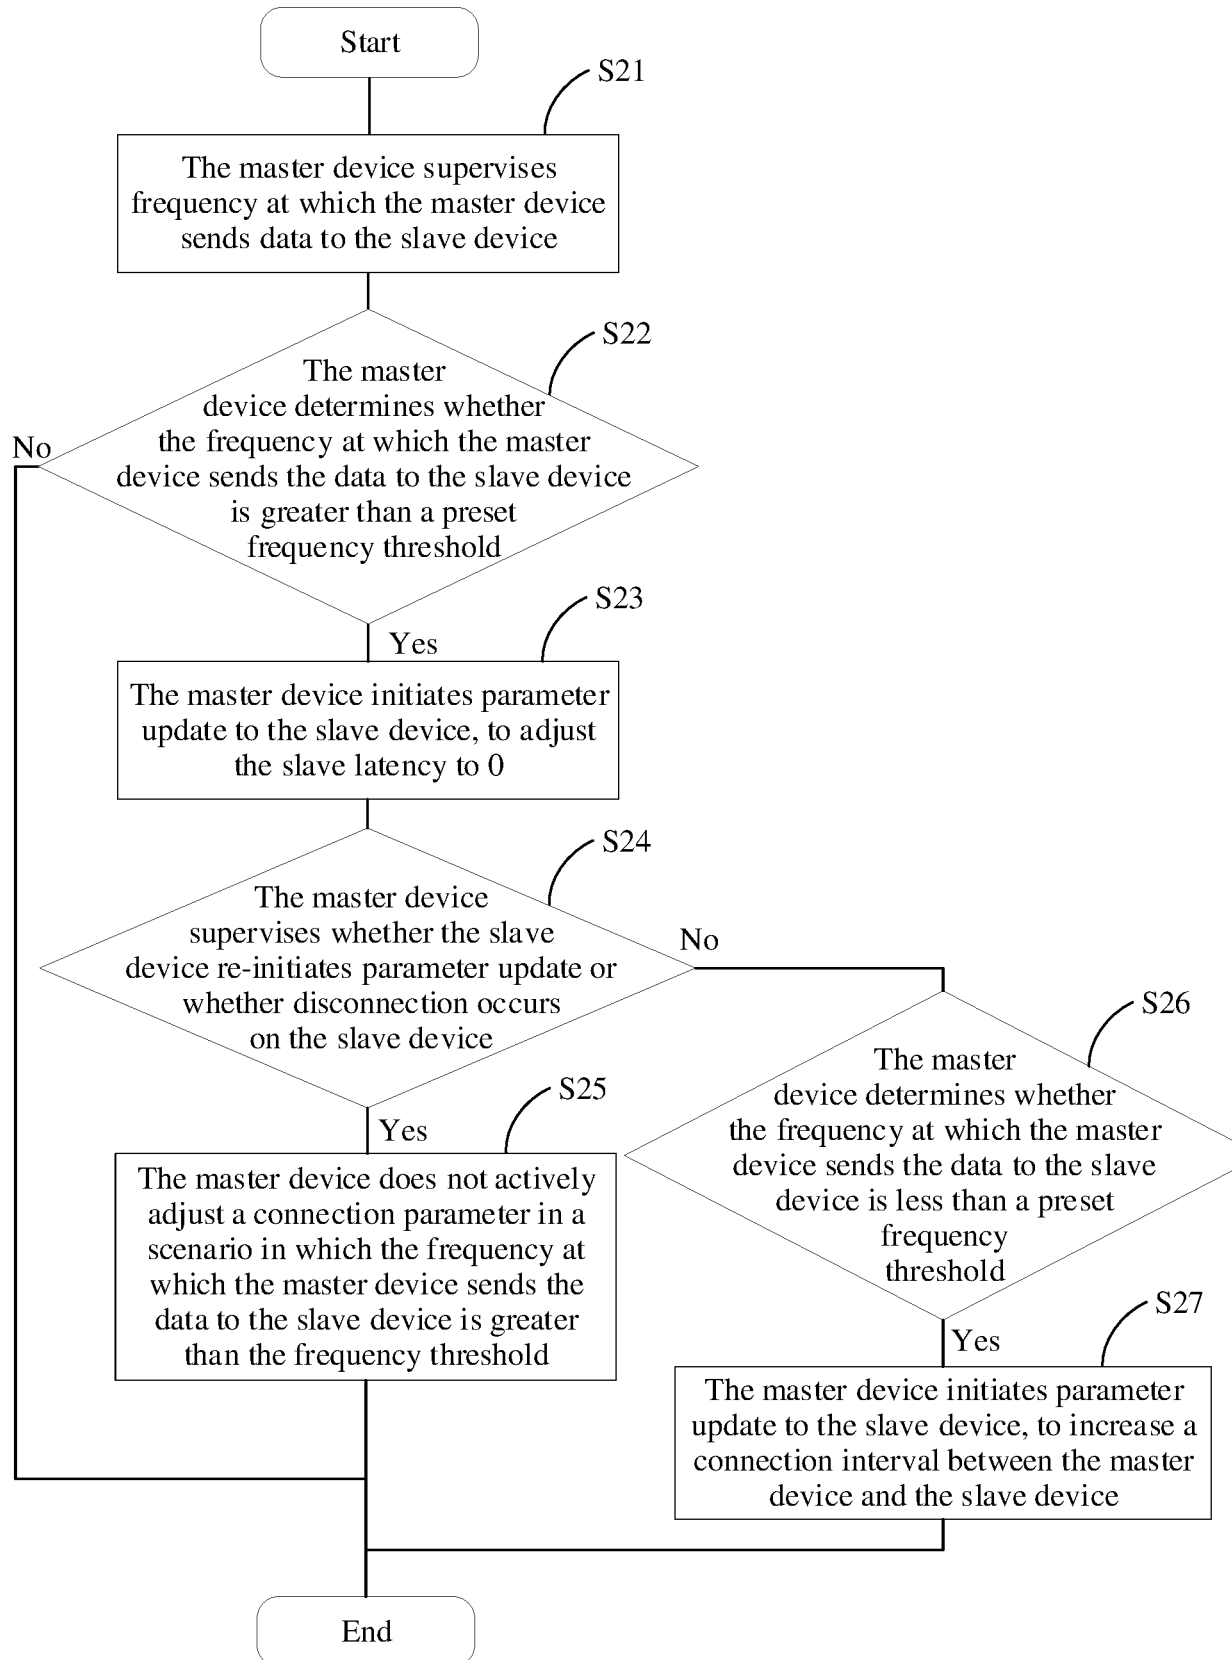 Start
S21
The master device supervises
frequency at which the master device
sends data to the slave device
S22
The master
device determines whether
the frequency at which the master
device sends the data to the slave device
is greater than a preset
frequency threshold
No
S23
Yes
The master device initiates parameter
update to the slave device, to adjust
the slave latency to 0
S24
The master device
supervises whether the slave
device re-initiates parameter update or
whether disconnection occurs
on the slave device
No
S25
Yes
The master device does not actively
adjust a connection parameter in a
scenario in which the frequency at
which the master device sends the
data to the slave device is greater
than the frequency threshold
S26
The master
device determines whether
the frequency at which the master
device sends the data to the slave
device is less than a preset
frequency
threshold
S27
Yes
The master device initiates parameter
update to the slave device, to increase a
connection interval between the master
device and the slave device
End